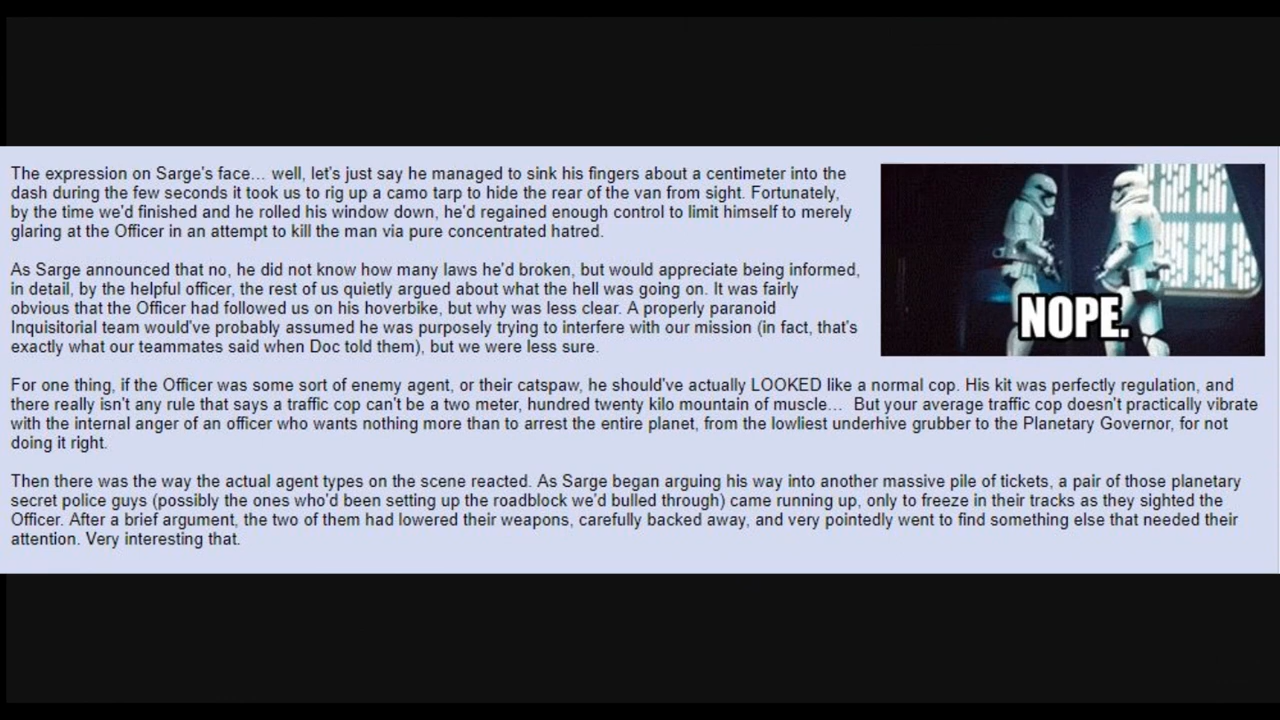 The expression on Sarge's face... well, let's just say he managed to sink his fingers about a centimeter into the
dash during the few seconds it took us to rig up a camo tarp to hide the rear of the van from sight. Fortunately,
by the time we'd finished and he rolled his window down, he'd regained enough control to limit himself to merely
glaring at the Officer in an attempt to kill the man via pure concentrated hatred.
As Sarge announced that no, he did not know how many laws he'd broken, but would appreciate being informed,
in detail, by the helpful officer, the rest of us quietly argued about what the hell was going on. It was fairly
obvious that the Officer had followed us on his hoverbike, but why was less clear. A properly paranoid
Inquisitorial team would've probably assumed he was purposely trying to interfere with our mission (in fact, that's
exactly what our teammates said when Doc told them), but we were less sure.
NOPE.
For one thing, if the Officer was some sort of enemy agent, or their catspaw, he should've actually LOOKED like a normal cop. His kit was perfectly regulation, and
there really isn't any rule that says a traffic cop can't be a two meter, hundred twenty kilo mountain of muscle... But your average traffic cop doesn't practically vibrate
with the internal anger of an officer who wants nothing more than to arrest the entire planet, from the lowliest underhive grubber to the Planetary Governor, for not
doing it right.
Then there was the way the actual agent types on the scene reacted. As Sarge began arguing his way into another massive pile of tickets, a pair of those planetary
secret police guys (possibly the ones who'd been setting up the roadblock we'd bulled through) came running up, only to freeze in their tracks as they sighted the
Officer. After a brief argument, the two of them had lowered their weapons, carefully backed away, and very pointedly went to find something else that needed their
attention. Very interesting that.